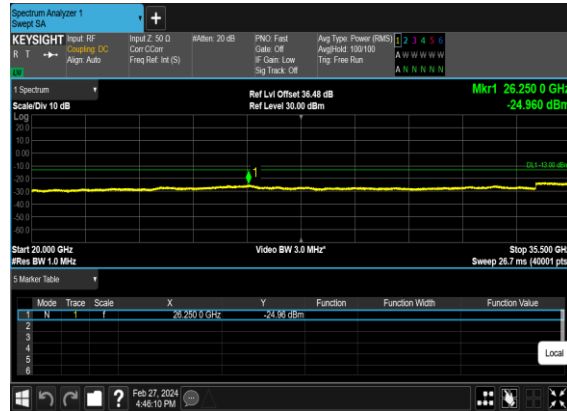 Spectrum Analyzer 1
Swept SA
+
KEYSIGHT Input: RF Input Z: 50 Ω #Atten: 20 dB PNO: Fast Avg Type: Power (RMS) 1 2 3 4 5 6
R T Coupling: DC Corr CCorr Gate: Off Avg|Hold: 100/100 A W W W W W
Align: Auto Freq Ref: Int (S) IF Gain: Low Trig: Free Run
Sig Track: Off A N N N N N
1 Spectrum Ref Lvl Offset 36.48 dB Mkr1 26.250 0 GHz
Scale/Div 10 dB Ref Level 30.00 dBm -24.960 dBm
Log
20.0
10.0
0.00
-10.0
DL1 -13.00 dBm
1
-20.0
-30.0
-40.0
-50.0
-60.0
Start 20.000 GHz Video BW 3.0 MHz* Stop 35.500 GHz
#Res BW 1.0 MHz Sweep 26.7 ms (40001 pts)
5 Marker Table
Mode Trace Scale X Y Function Function Width Function Value
1 N 1 f 26.250 0 GHz -24.96 dBm
2
3
4
5
6
Local
? Feb 27, 2024
4:46:10 PM